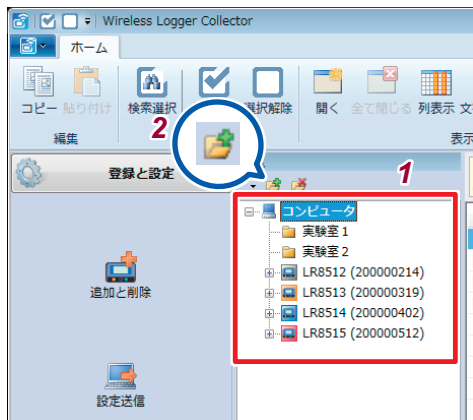 Wireless Logger Collector
ホーム
コピー 貼り付け 検索選択 選択解除 開く 全て閉じる 列表示 文
編集 表示
2
登録と設定
1
コンピュータ
実験室 1
実験室 2
LR8512 (200000214)
LR8513 (200000319)
LR8514 (200000402)
LR8515 (200000512)
追加と削除
設定送信